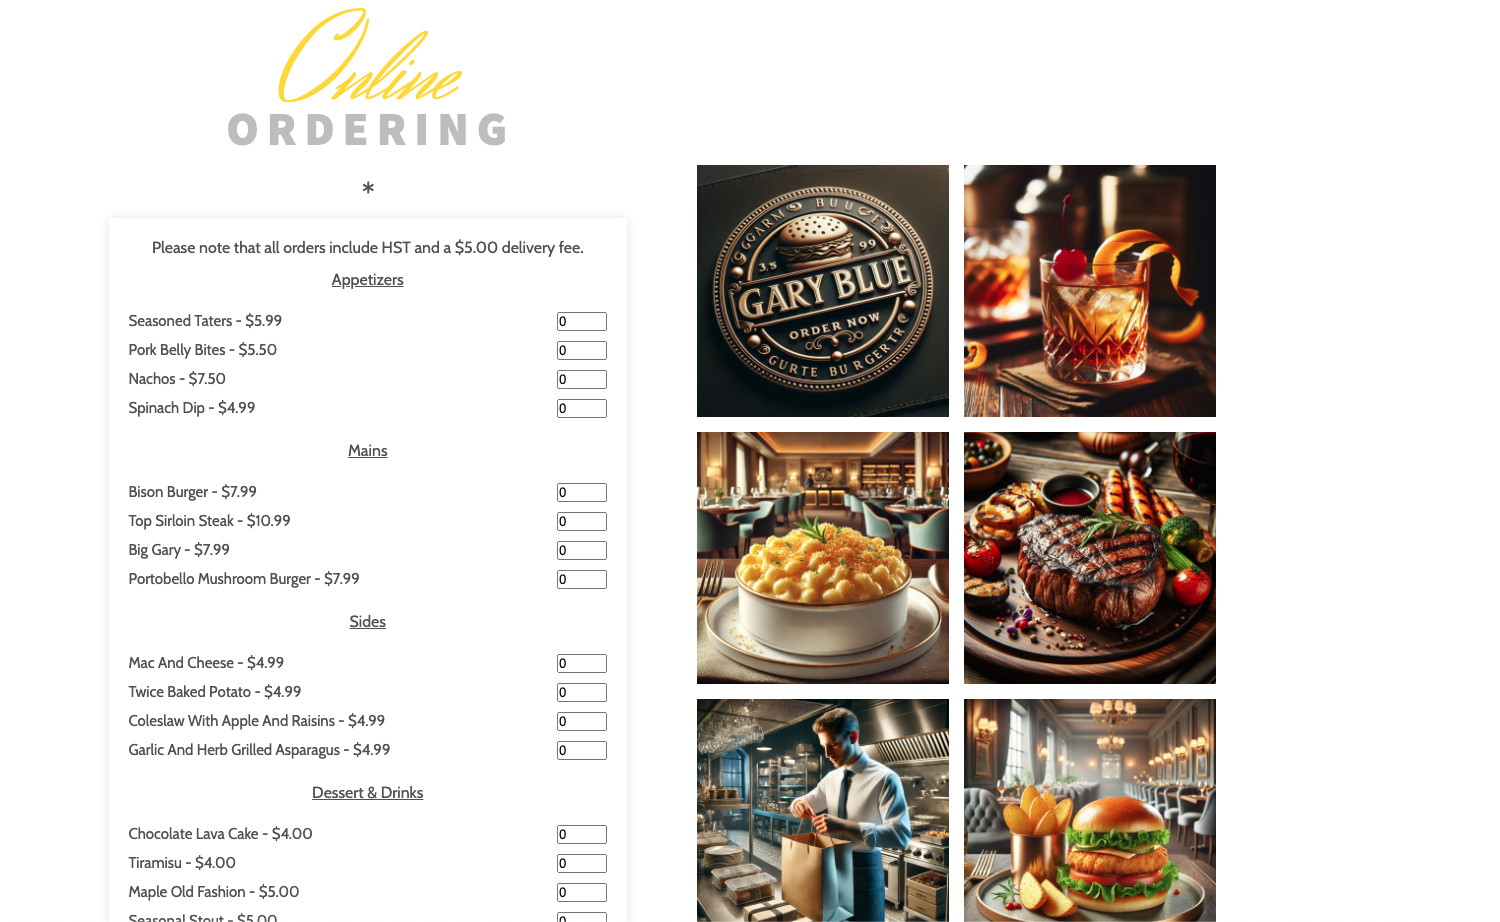 Online
ORDERING
*
Please note that all orders include HST and a $5.00 delivery fee.
Appetizers
Seasoned Taters - $5.99 0
Pork Belly Bites - $5.50 0
Nachos - $7.50 0
Spinach Dip - $4.99 0
Mains
Bison Burger - $7.99 0
Top Sirloin Steak - $10.99 0
Big Gary - $7.99 0
Portobello Mushroom Burger - $7.99 0
Sides
Mac And Cheese - $4.99 0
Twice Baked Potato - $4.99 0
Coleslaw With Apple And Raisins - $4.99 0
Garlic And Herb Grilled Asparagus - $4.99 0
Dessert & Drinks
Chocolate Lava Cake - $4.00 0
Tiramisu - $4.00 0
Maple Old Fashion - $5.00 0
Seasonal Stout - $5.00 0
3.5 99
GARY BLUE
ORDER NOW